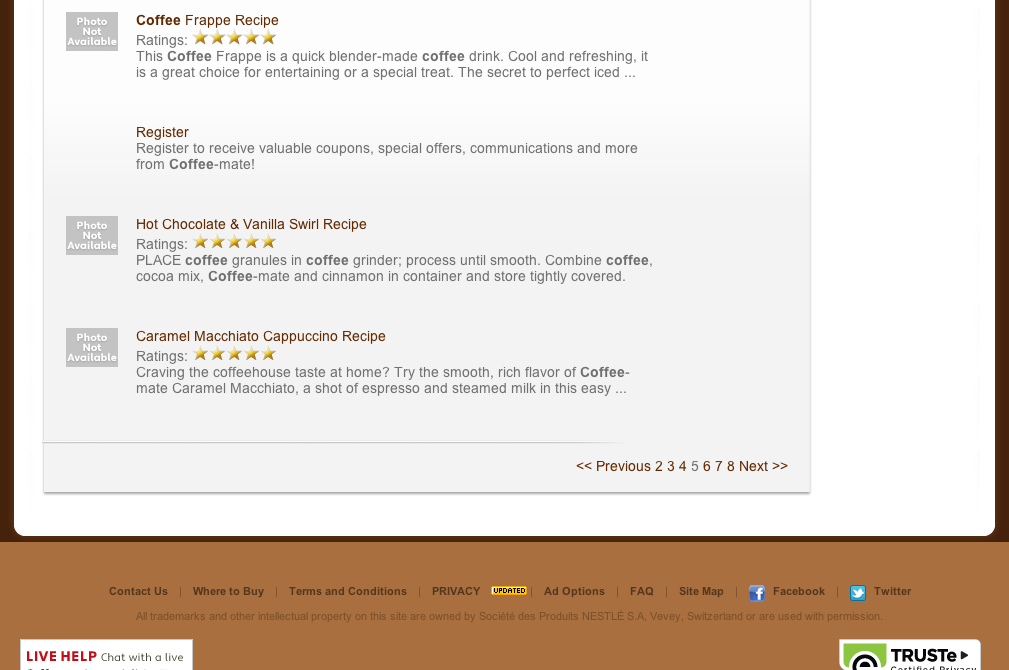 Photo
Not
Available
Coffee Frappe Recipe
Ratings:
This Coffee Frappe is a quick blender-made coffee drink. Cool and refreshing, it
is a great choice for entertaining or a special treat. The secret to perfect iced ...
Register
Register to receive valuable coupons, special offers, communications and more
from Coffee-mate!
Photo
Not
Available
Hot Chocolate & Vanilla Swirl Recipe
Ratings:
PLACE coffee granules in coffee grinder; process until smooth. Combine coffee,
cocoa mix, Coffee-mate and cinnamon in container and store tightly covered.
Photo
Not
Available
Caramel Macchiato Cappuccino Recipe
Ratings:
Craving the coffeehouse taste at home? Try the smooth, rich flavor of Coffee-
mate Caramel Macchiato, a shot of espresso and steamed milk in this easy ...
<< Previous 2 3 4 5 6 7 8 Next >>
Contact Us | Where to Buy | Terms and Conditions | PRIVACY UPDATED | Ad Options | FAQ | Site Map | Facebook | Twitter
All trademarks and other intellectual property on this site are owned by Société des Produits NESTLÉ S.A, Vevey, Switzerland or are used with permission.
LIVE HELP Chat with a live
TRUSTe
Certified Privacy